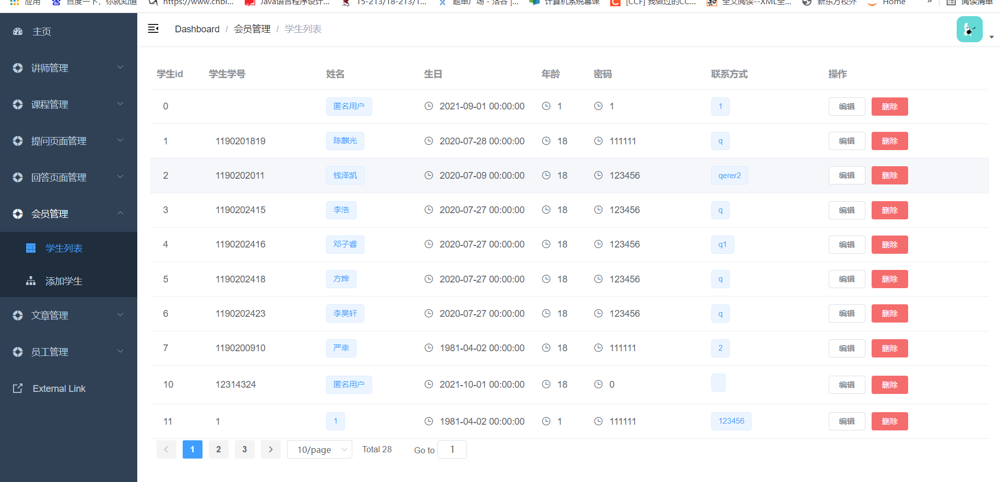 应用 百度一下，你就知道 https://www.cnbl... Java语言程序设计... 15-213/18-213/1... 题单广场 - 洛谷 |... 计算机系统慕课 [CCF] 我做过的CC... 全文阅读--XML全... 新东方校外 Home » 阅读清单
主页
讲师管理
课程管理
提问页面管理
回答页面管理
会员管理
学生列表
添加学生
文章管理
员工管理
External Link
Dashboard / 会员管理 / 学生列表
学生id 学生学号 姓名 生日 年龄 密码 联系方式 操作
0 匿名用户 2021-09-01 00:00:00 1 1 1 编辑 删除
1 1190201819 陈麒光 2020-07-28 00:00:00 18 111111 q 编辑 删除
2 1190202011 钱泽凯 2020-07-09 00:00:00 18 123456 qerer2 编辑 删除
3 1190202415 李浩 2020-07-27 00:00:00 18 123456 q 编辑 删除
4 1190202416 邓子睿 2020-07-27 00:00:00 18 123456 q1 编辑 删除
5 1190202418 方烨 2020-07-27 00:00:00 18 123456 q 编辑 删除
6 1190202423 李昊轩 2020-07-27 00:00:00 18 123456 q 编辑 删除
7 1190200910 严幸 1981-04-02 00:00:00 18 111111 2 编辑 删除
10 12314324 匿名用户 2021-10-01 00:00:00 18 0 编辑 删除
11 1 1 1981-04-02 00:00:00 1 111111 123456 编辑 删除
1 2 3 10/page Total 28 Go to 1